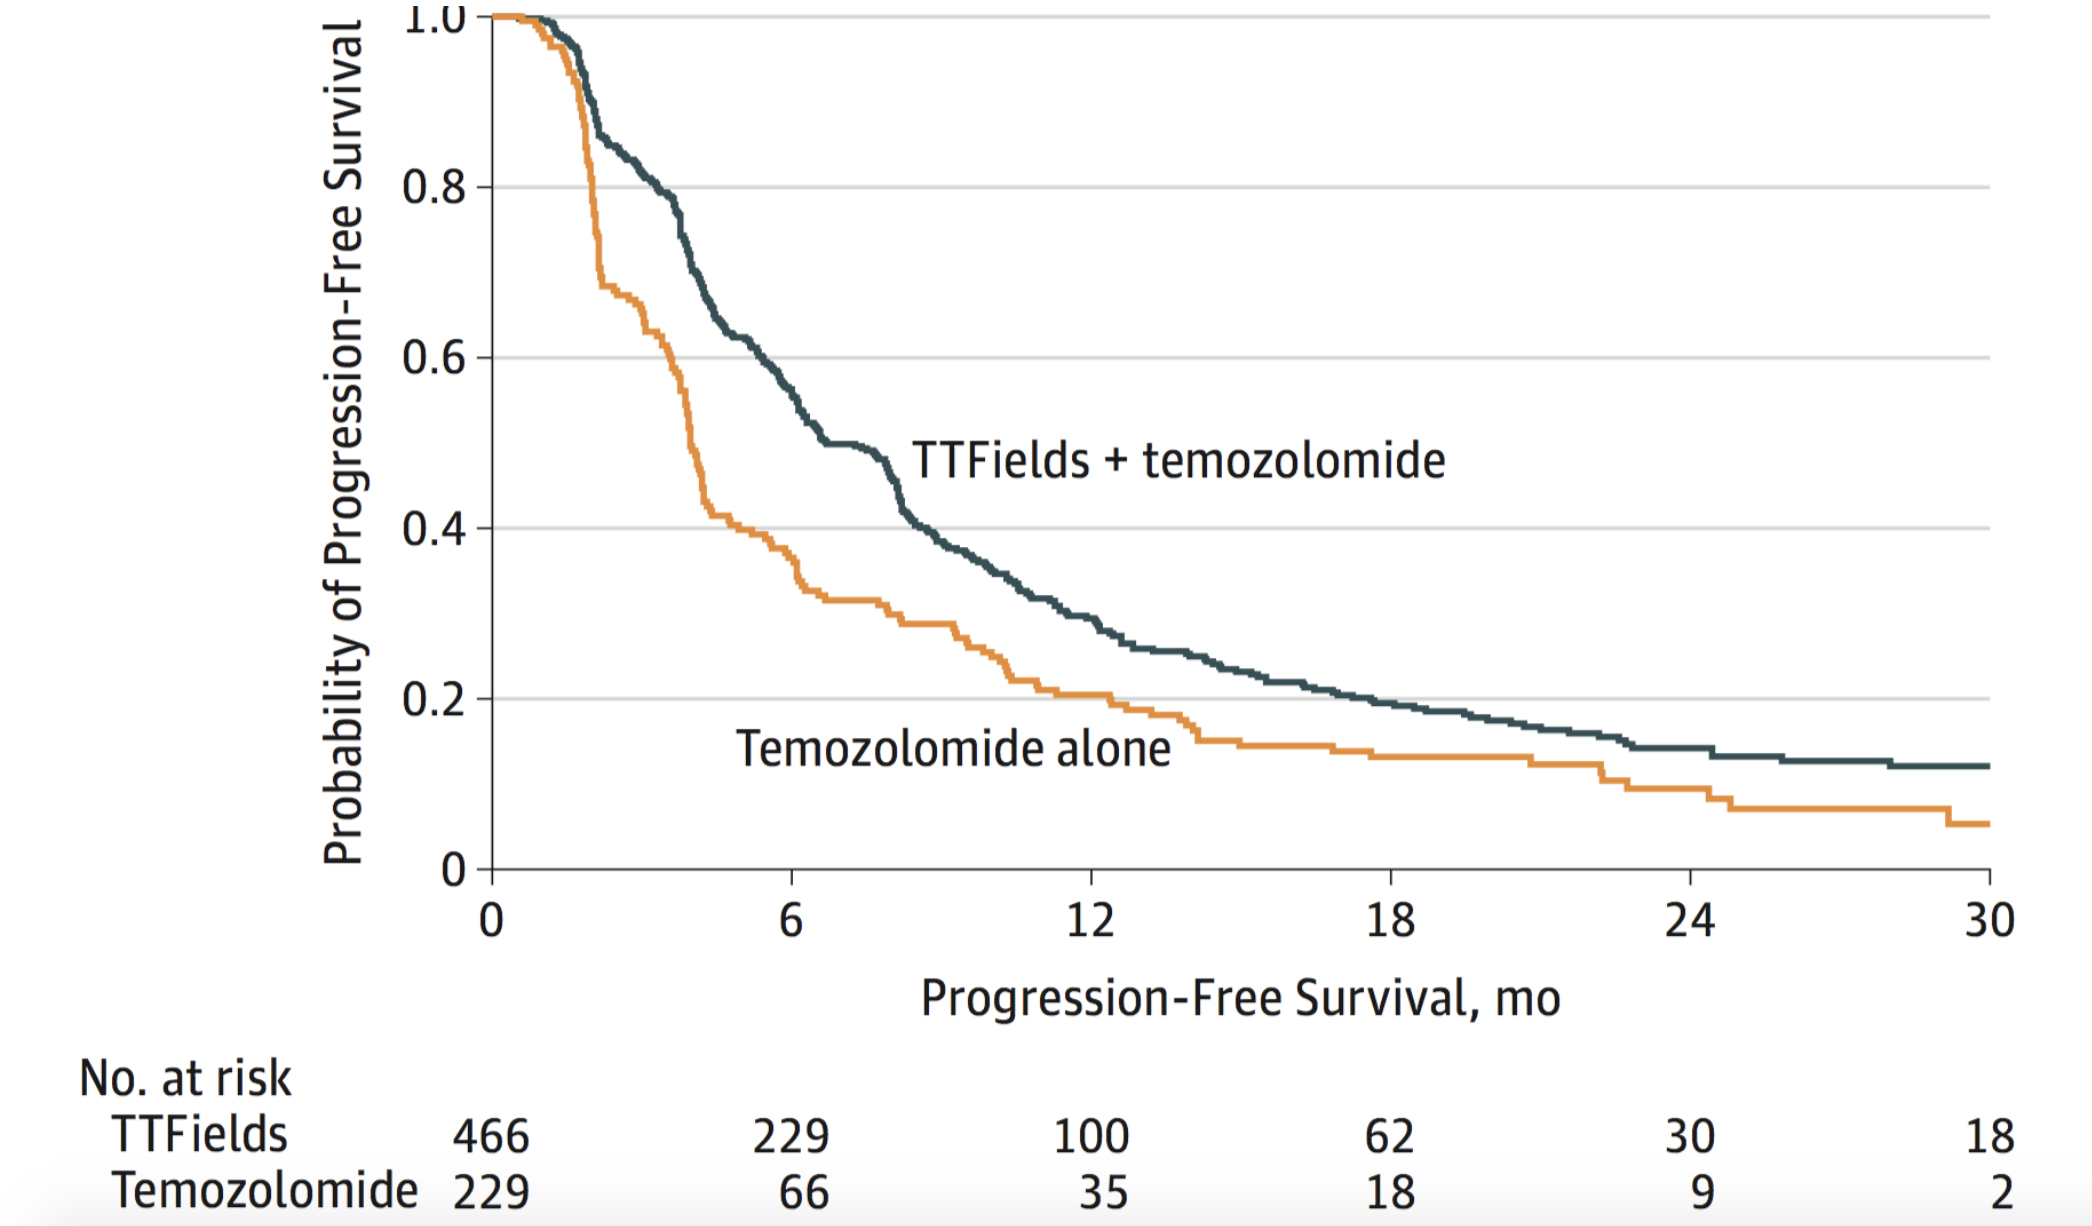 Probability of Progression-Free Survival
1.0
0.8
0.6
0.4
0.2
0
TTFields + temozolomide
Temozolomide alone
0 6 12 18 24 30
Progression-Free Survival, mo
No. at risk
TTFields 466 229 100 62 30 18
Temozolomide 229 66 35 18 9 2